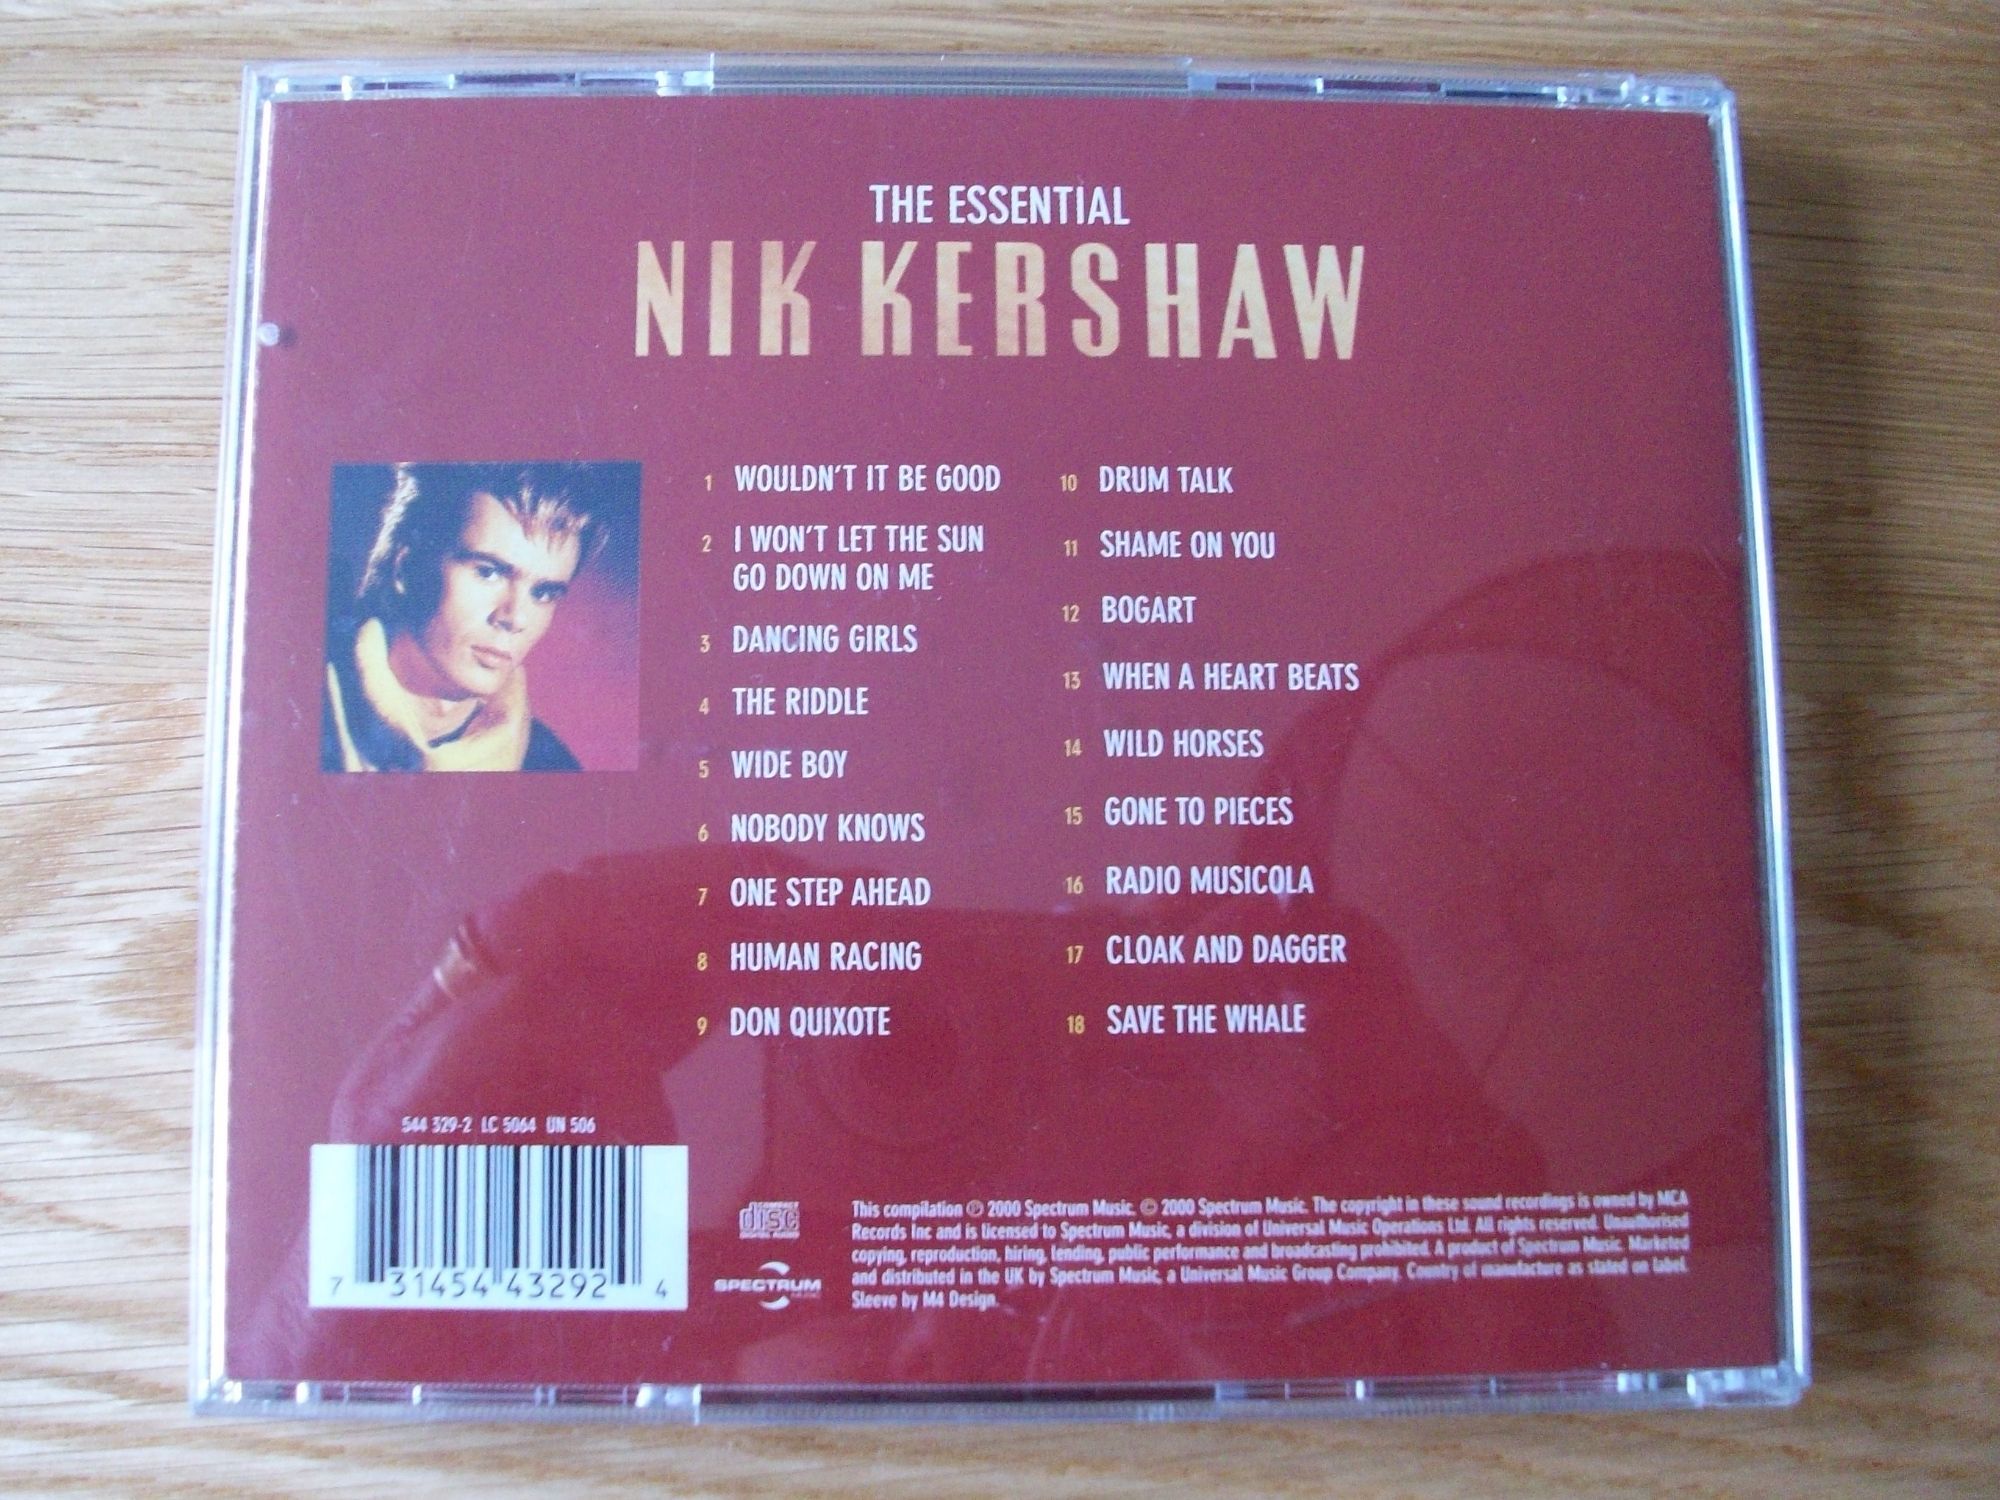 THE ESSENTIAL
NIK KERSHAW
1 WOULDN'T IT BE GOOD
2 I WON'T LET THE SUN
GO DOWN ON ME
3 DANCING GIRLS
4 THE RIDDLE
5 WIDE BOY
6 NOBODY KNOWS
7 ONE STEP AHEAD
8 HUMAN RACING
9 DON QUIXOTE
10 DRUM TALK
11 SHAME ON YOU
12 BOGART
13 WHEN A HEART BEATS
14 WILD HORSES
15 GONE TO PIECES
16 RADIO MUSICOLA
17 CLOAK AND DAGGER
18 SAVE THE WHALE
544 329-2 LC 5064 UN 506
7 31454 43292 4
COMPACT
disc
DIGITAL AUDIO
SPECTRUM
MUSIC
This compilation ℗ 2000 Spectrum Music. © 2000 Spectrum Music. The copyright in these sound recordings is owned by MCA
Records Inc and is licensed to Spectrum Music, a division of Universal Music Operations Ltd. All rights reserved. Unauthorised
copying, reproduction, hiring, lending, public performance and broadcasting prohibited. A product of Spectrum Music. Marketed
and distributed in the UK by Spectrum Music, a Universal Music Group Company. Country of manufacture as stated on label.
Sleeve by M4 Design.